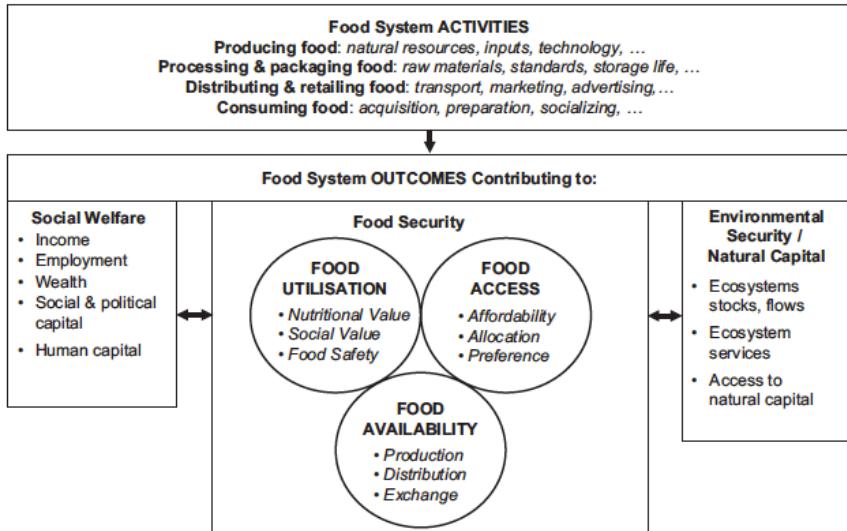 Food System ACTIVITIES
Producing food: natural resources, inputs, technology, …
Processing & packaging food: raw materials, standards, storage life, …
Distributing & retailing food: transport, marketing, advertising,…
Consuming food: acquisition, preparation, socializing, …
Food System OUTCOMES Contributing to:
Social Welfare
• Income
• Employment
• Wealth
• Social & political
capital
• Human capital
Food Security
FOOD
UTILISATION
• Nutritional Value
• Social Value
• Food Safety
FOOD
ACCESS
• Affordability
• Allocation
• Preference
FOOD
AVAILABILITY
• Production
• Distribution
• Exchange
Environmental
Security /
Natural Capital
• Ecosystems
stocks, flows
• Ecosystem
services
• Access to
natural capital